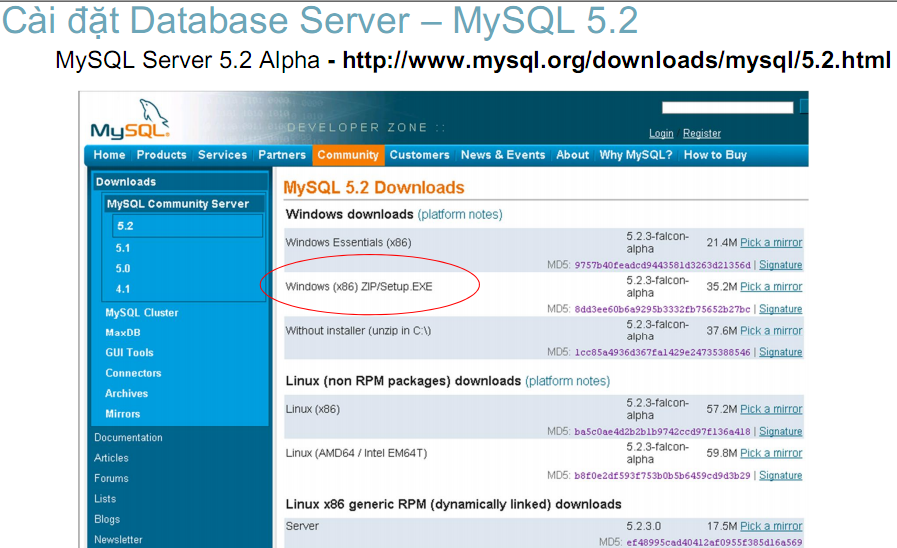 Cài đặt Database Server – MySQL 5.2
MySQL Server 5.2 Alpha - http://www.mysql.org/downloads/mysql/5.2.html
MySQL®
DEVELOPER ZONE ::
Login Register
Home Products Services Partners Community Customers News & Events About Why MySQL? How to Buy
Downloads
MySQL Community Server
5.2
5.1
5.0
4.1
MySQL Cluster
MaxDB
GUI Tools
Connectors
Archives
Mirrors
Documentation
Articles
Forums
Lists
Blogs
Newsletter
MySQL 5.2 Downloads
Windows downloads (platform notes)
Windows Essentials (x86) 5.2.3-falcon-alpha 21.4M Pick a mirror
MD5: 9757b40feadcd9443581d3263d21356d | Signature
Windows (x86) ZIP/Setup.EXE 5.2.3-falcon-alpha 35.2M Pick a mirror
MD5: 8dd3ee60b6a9295b3332fb75652b27bc | Signature
Without installer (unzip in C:\) 5.2.3-falcon-alpha 37.6M Pick a mirror
MD5: 1cc85a4936d367fa1429e24735388546 | Signature
Linux (non RPM packages) downloads (platform notes)
Linux (x86) 5.2.3-falcon-alpha 57.2M Pick a mirror
MD5: ba5c0ae4d2b2b1b9742ccd97f136a418 | Signature
Linux (AMD64 / Intel EM64T) 5.2.3-falcon-alpha 59.8M Pick a mirror
MD5: b8f0e2df593f753b0b5b6459cd9d3b29 | Signature
Linux x86 generic RPM (dynamically linked) downloads
Server 5.2.3.0 17.5M Pick a mirror
MD5: ef48995cad40412af0955f385d16a569